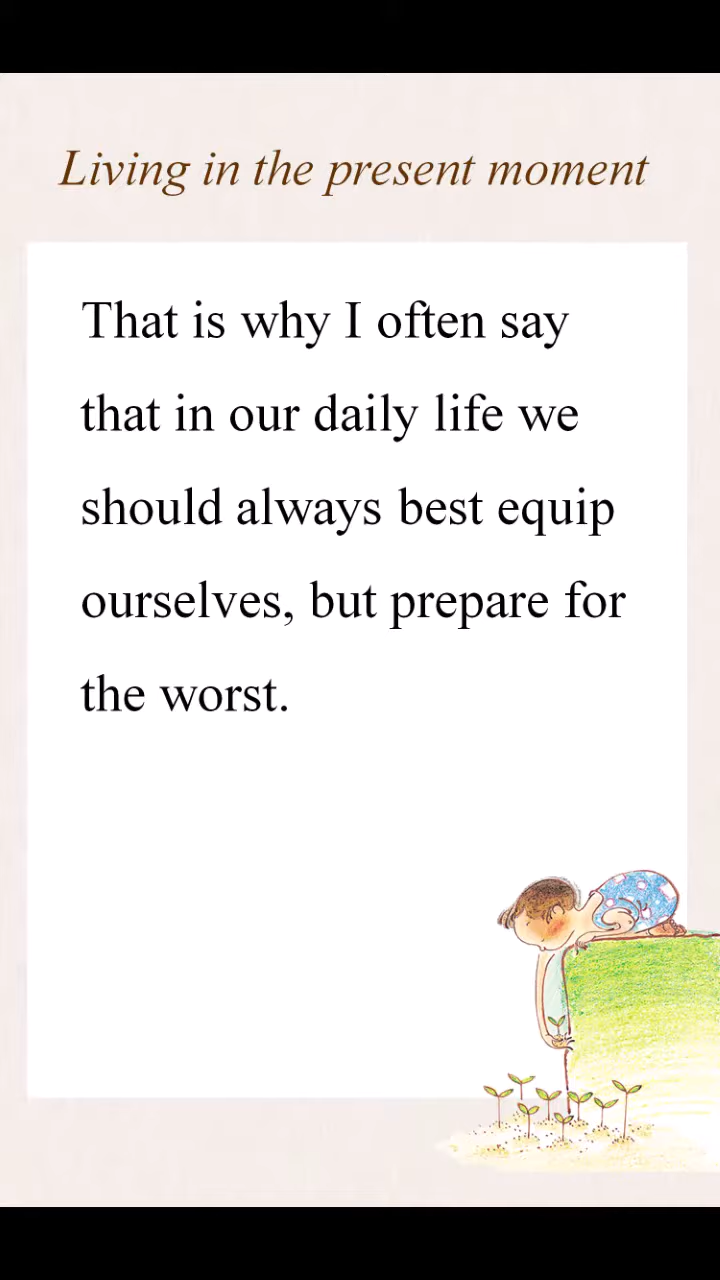 Living in the present moment
That is why I often say
that in our daily life we
should always best equip
ourselves, but prepare for
the worst.